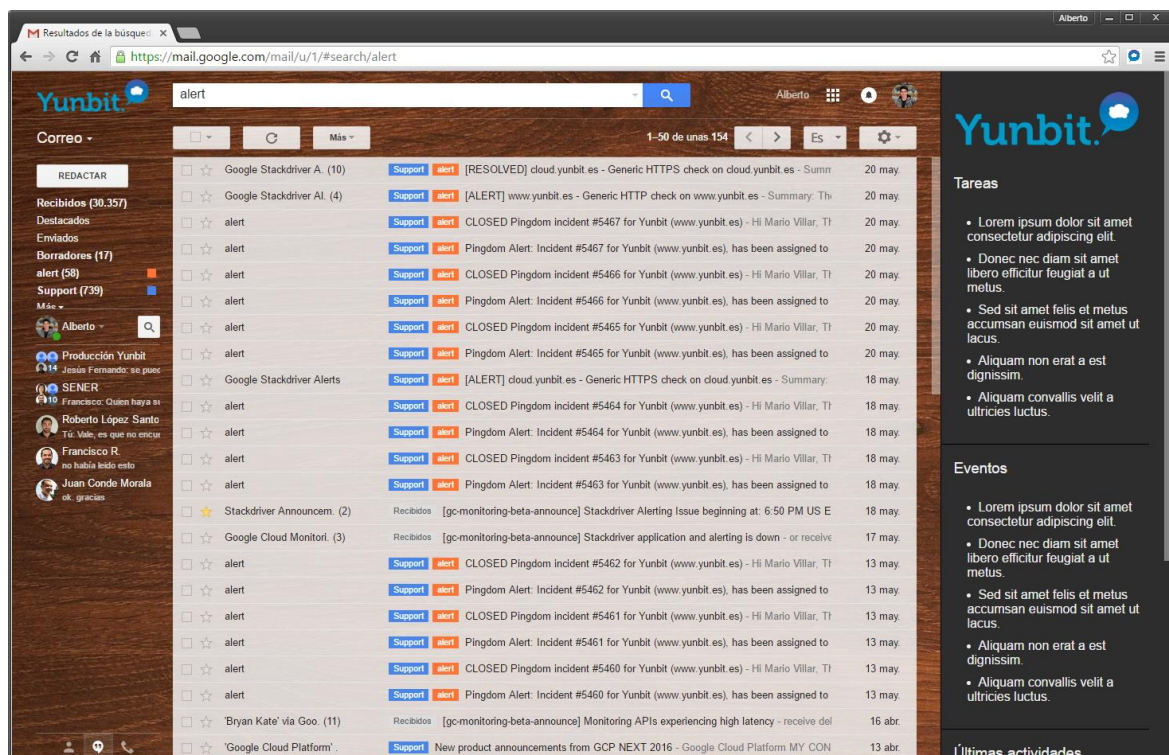 Alberto
Resultados de la búsqued
https://mail.google.com/mail/u/1/#search/alert
Yunbit.
alert
Alberto
Correo
Más
1–50 de unas 154
Es
REDACTAR
Recibidos (30.357)
Destacados
Enviados
Borradores (17)
alert (58)
Support (739)
Más
Alberto
Producción Yunbit
14 Jesús Fernando: se puec
SENER
10 Francisco: Quien haya su
Roberto López Santo
Tú: Vale, es que no encur
Francisco R.
no había leído esto
Juan Conde Morala
ok. gracias
Google Stackdriver A. (10) Support alert [RESOLVED] cloud.yunbit.es - Generic HTTPS check on cloud.yunbit.es - Summ 20 may.
Google Stackdriver Al. (4) Support alert [ALERT] www.yunbit.es - Generic HTTP check on www.yunbit.es - Summary: The 20 may.
alert Support alert CLOSED Pingdom incident #5467 for Yunbit (www.yunbit.es) - Hi Mario Villar, Th 20 may.
alert Support alert Pingdom Alert: Incident #5467 for Yunbit (www.yunbit.es), has been assigned to 20 may.
alert Support alert CLOSED Pingdom incident #5466 for Yunbit (www.yunbit.es) - Hi Mario Villar, Th 20 may.
alert Support alert Pingdom Alert: Incident #5466 for Yunbit (www.yunbit.es), has been assigned to 20 may.
alert Support alert CLOSED Pingdom incident #5465 for Yunbit (www.yunbit.es) - Hi Mario Villar, Th 20 may.
alert Support alert Pingdom Alert: Incident #5465 for Yunbit (www.yunbit.es), has been assigned to 20 may.
Google Stackdriver Alerts Support alert [ALERT] cloud.yunbit.es - Generic HTTPS check on cloud.yunbit.es - Summary: 18 may.
alert Support alert CLOSED Pingdom incident #5464 for Yunbit (www.yunbit.es) - Hi Mario Villar, Th 18 may.
alert Support alert Pingdom Alert: Incident #5464 for Yunbit (www.yunbit.es), has been assigned to 18 may.
alert Support alert CLOSED Pingdom incident #5463 for Yunbit (www.yunbit.es) - Hi Mario Villar, Th 18 may.
alert Support alert Pingdom Alert: Incident #5463 for Yunbit (www.yunbit.es), has been assigned to 18 may.
Stackdriver Announcem. (2) Recibidos [gc-monitoring-beta-announce] Stackdriver Alerting Issue beginning at: 6:50 PM US E 18 may.
Google Cloud Monitori. (3) Recibidos [gc-monitoring-beta-announce] Stackdriver application and alerting is down - or receive 17 may.
alert Support alert CLOSED Pingdom incident #5462 for Yunbit (www.yunbit.es) - Hi Mario Villar, Th 13 may.
alert Support alert Pingdom Alert: Incident #5462 for Yunbit (www.yunbit.es), has been assigned to 13 may.
alert Support alert CLOSED Pingdom incident #5461 for Yunbit (www.yunbit.es) - Hi Mario Villar, Th 13 may.
alert Support alert Pingdom Alert: Incident #5461 for Yunbit (www.yunbit.es), has been assigned to 13 may.
alert Support alert CLOSED Pingdom incident #5460 for Yunbit (www.yunbit.es) - Hi Mario Villar, Th 13 may.
alert Support alert Pingdom Alert: Incident #5460 for Yunbit (www.yunbit.es), has been assigned to 13 may.
'Bryan Kate' via Goo. (11) Recibidos [gc-monitoring-beta-announce] Monitoring APIs experiencing high latency - receive del 16 abr.
'Google Cloud Platform' . Support New product announcements from GCP NEXT 2016 - Google Cloud Platform MY CON 13 abr.
Yunbit.
Tareas
• Lorem ipsum dolor sit amet
consectetur adipiscing elit.
• Donec nec diam sit amet
libero efficitur feugiat a ut
metus.
• Sed sit amet felis et metus
accumsan euismod sit amet ut
lacus.
• Aliquam non erat a est
dignissim.
• Aliquam convallis velit a
ultricies luctus.
Eventos
• Lorem ipsum dolor sit amet
consectetur adipiscing elit.
• Donec nec diam sit amet
libero efficitur feugiat a ut
metus.
• Sed sit amet felis et metus
accumsan euismod sit amet ut
lacus.
• Aliquam non erat a est
dignissim.
• Aliquam convallis velit a
ultricies luctus.
Últimas actividades